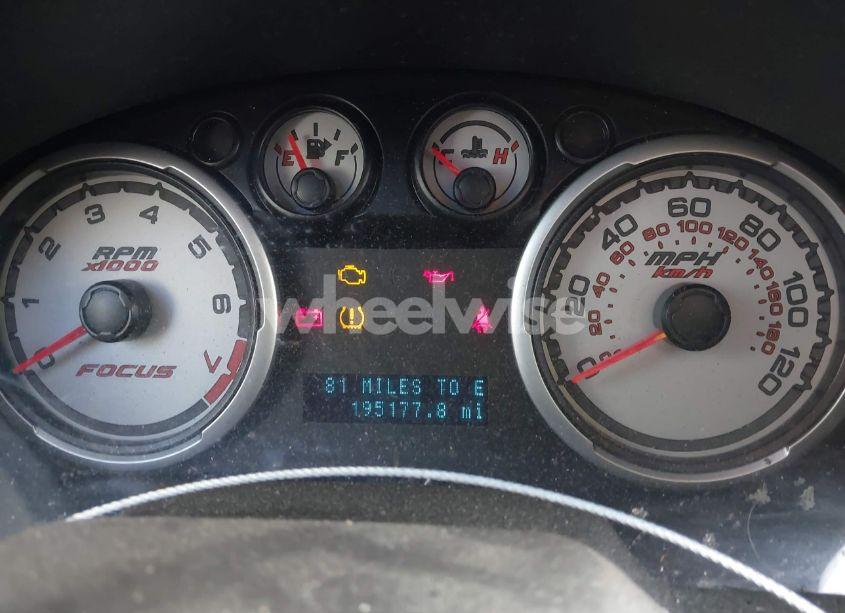 E F
C H
0 1 2 3 4 5 6 7
RPM
x1000
FOCUS
0 20 40 60 80 100 120
20 40 60 80 100 120 140 160 180
MPH
km/h
wheelwise
81 MILES TO E
195177.8 mi